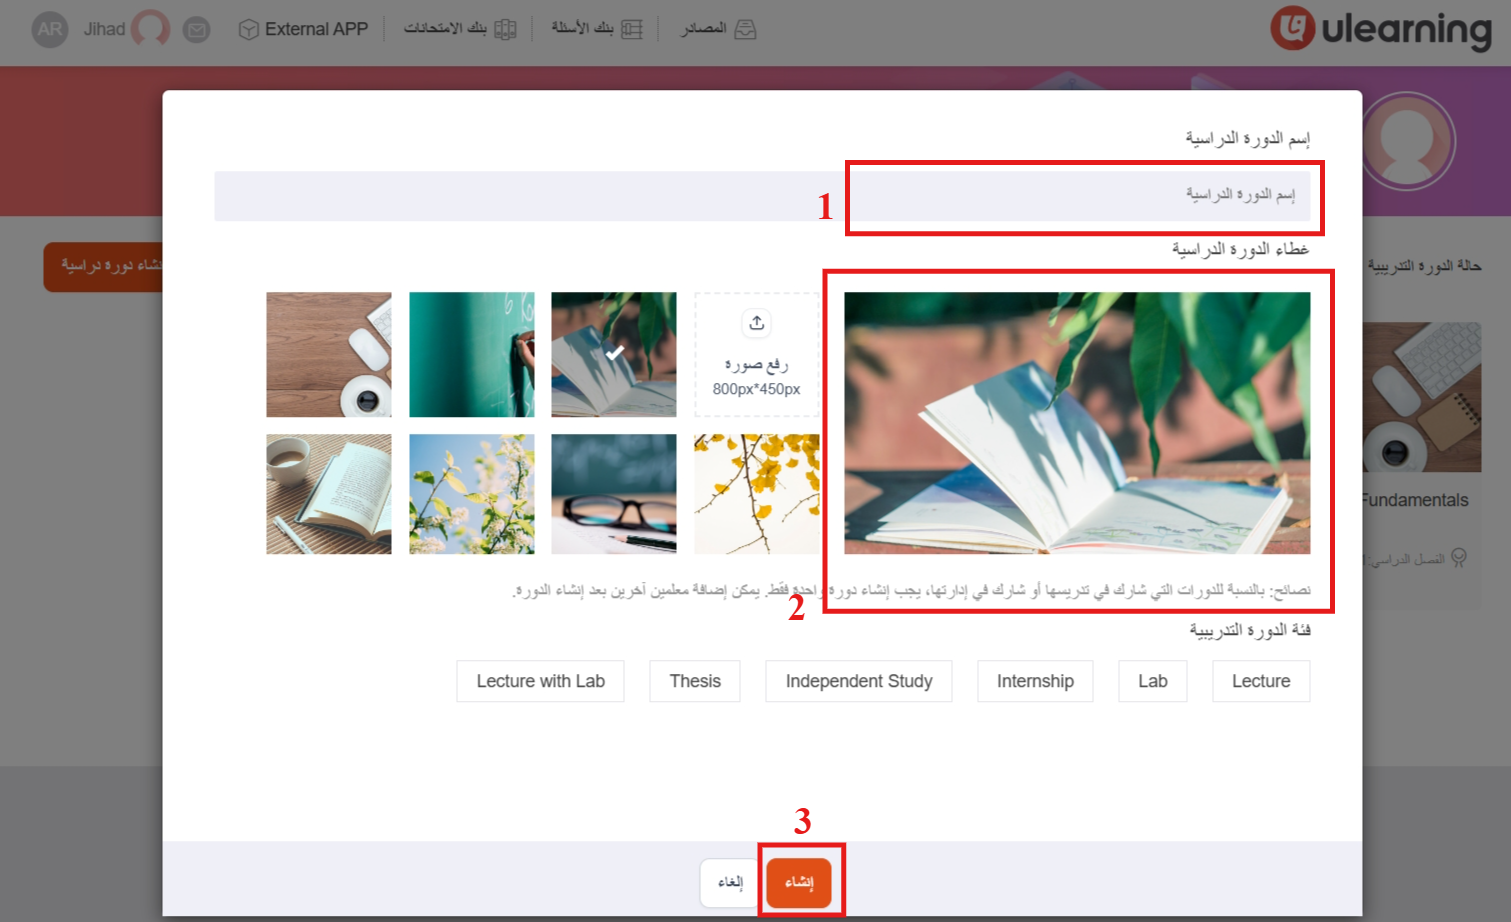 AR
Jihad
External APP
بنك الامتحانات
بنك الأسئلة
المصادر
ulearning
إسم الدورة الدراسية
إسم الدورة الدراسية
1
غطاء الدورة الدراسية
إنشاء دورة دراسية
حالة الدورة التدريبية
رفع صورة
800px*450px
Fundamentals
الفصل الدراسي:
نصائح: بالنسبة للدورات التي شارك في تدريسها أو شارك في إدارتها، يجب إنشاء دورة واحدة فقط. يمكن إضافة معلمين آخرين بعد إنشاء الدورة.
2
فئة الدورة التدريبية
Lecture with Lab
Thesis
Independent Study
Internship
Lab
Lecture
3
إلغاء
إنشاء